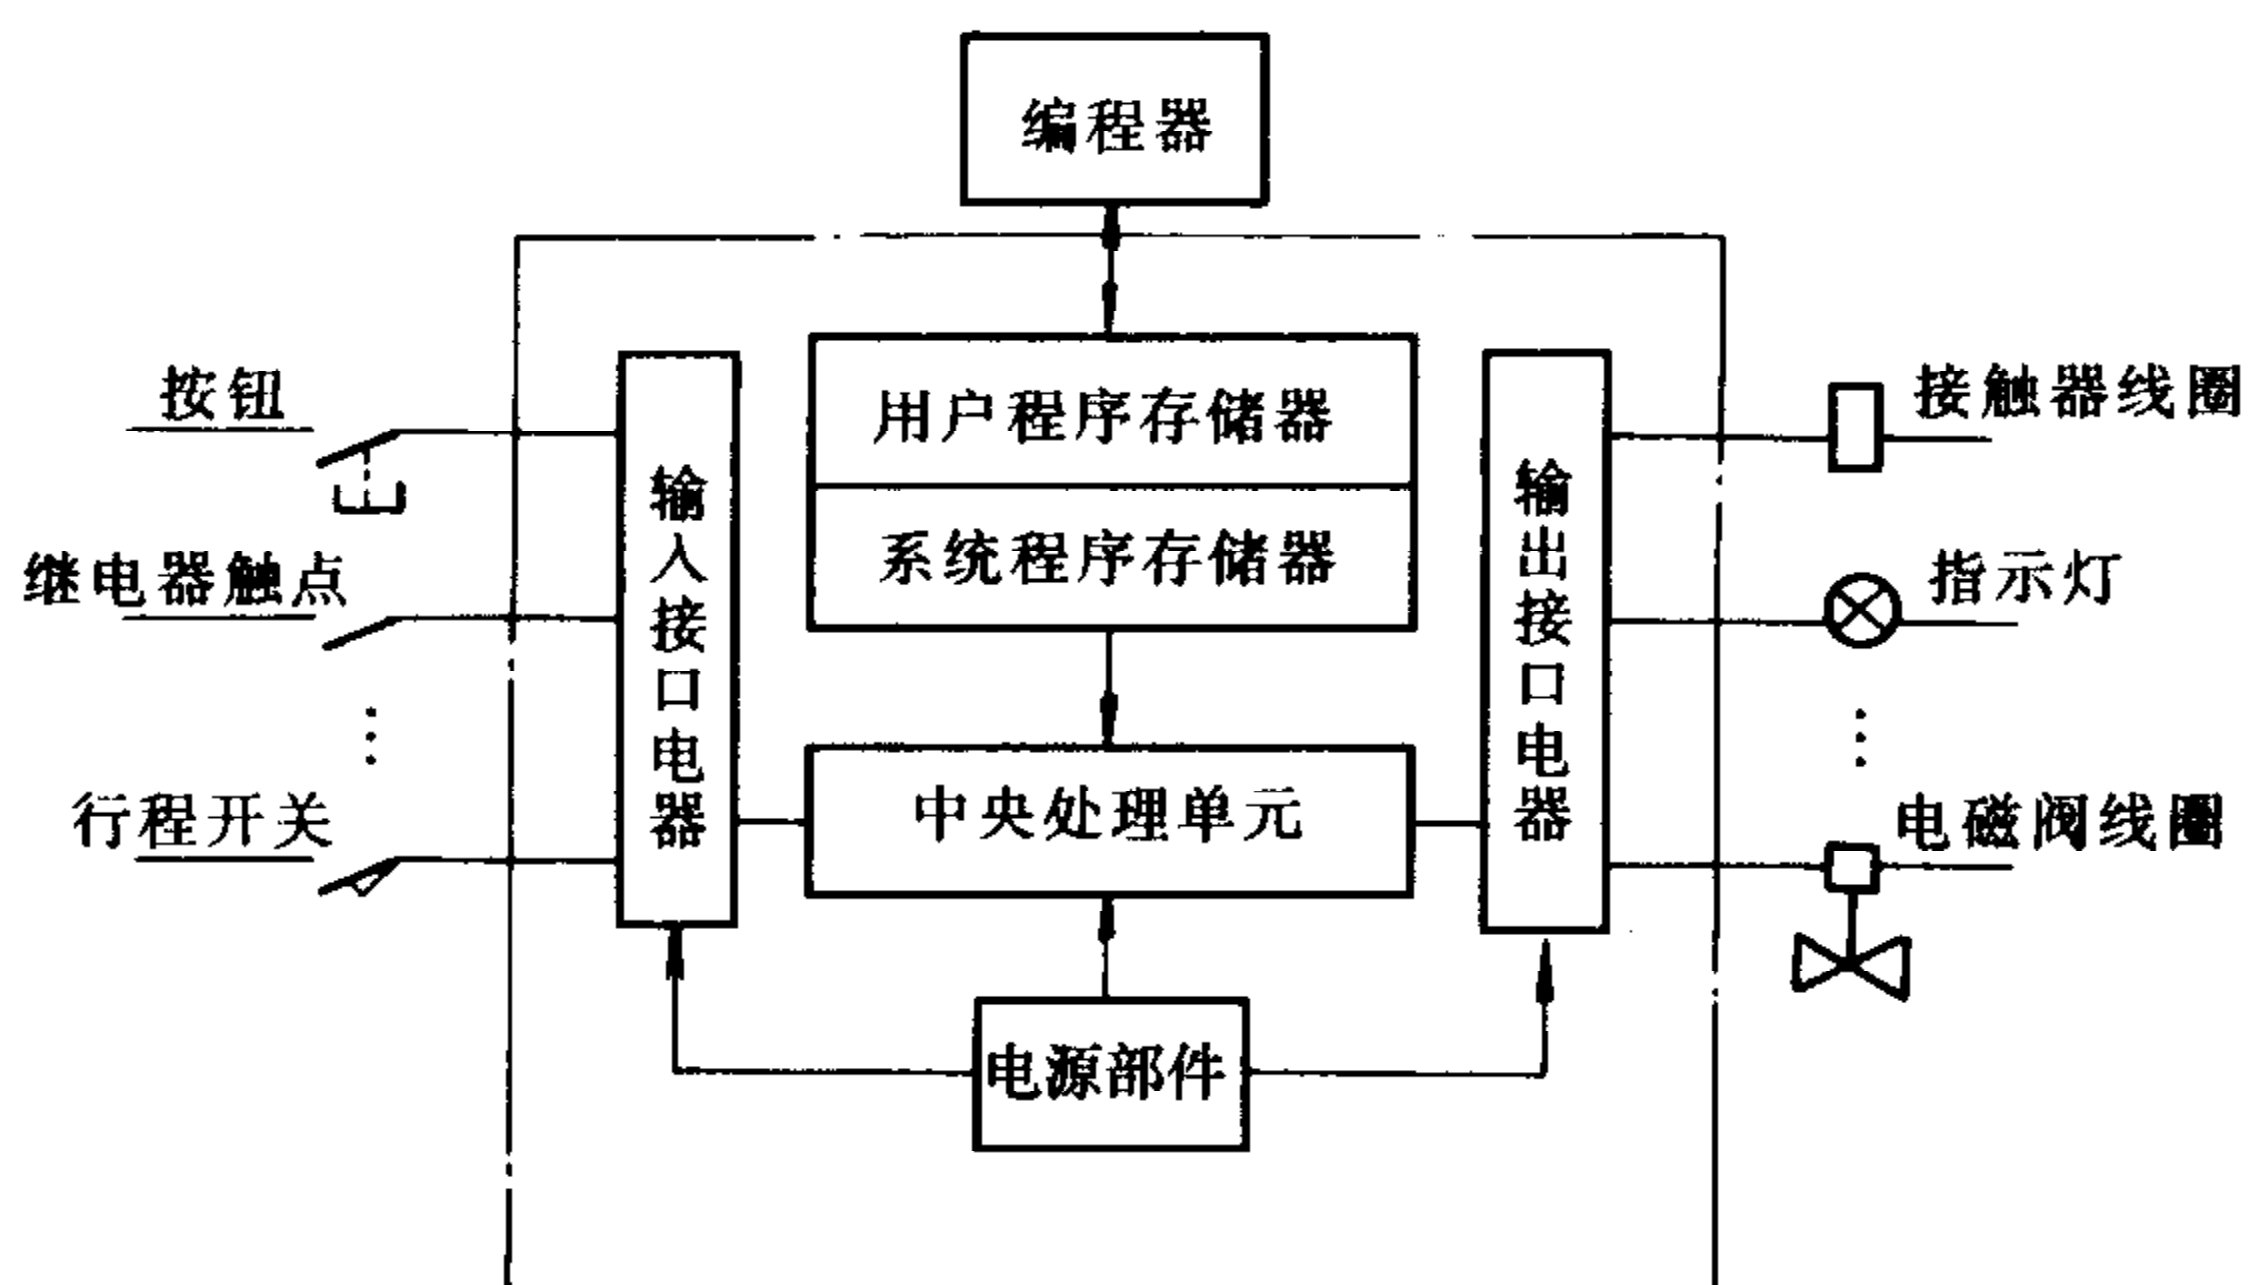 编程器
按钮
继电器触点
行程开关
输入接口电器
用户程序存储器
系统程序存储器
中央处理单元
电源部件
输出接口电器
接触器线圈
指示灯
电磁阀线圈